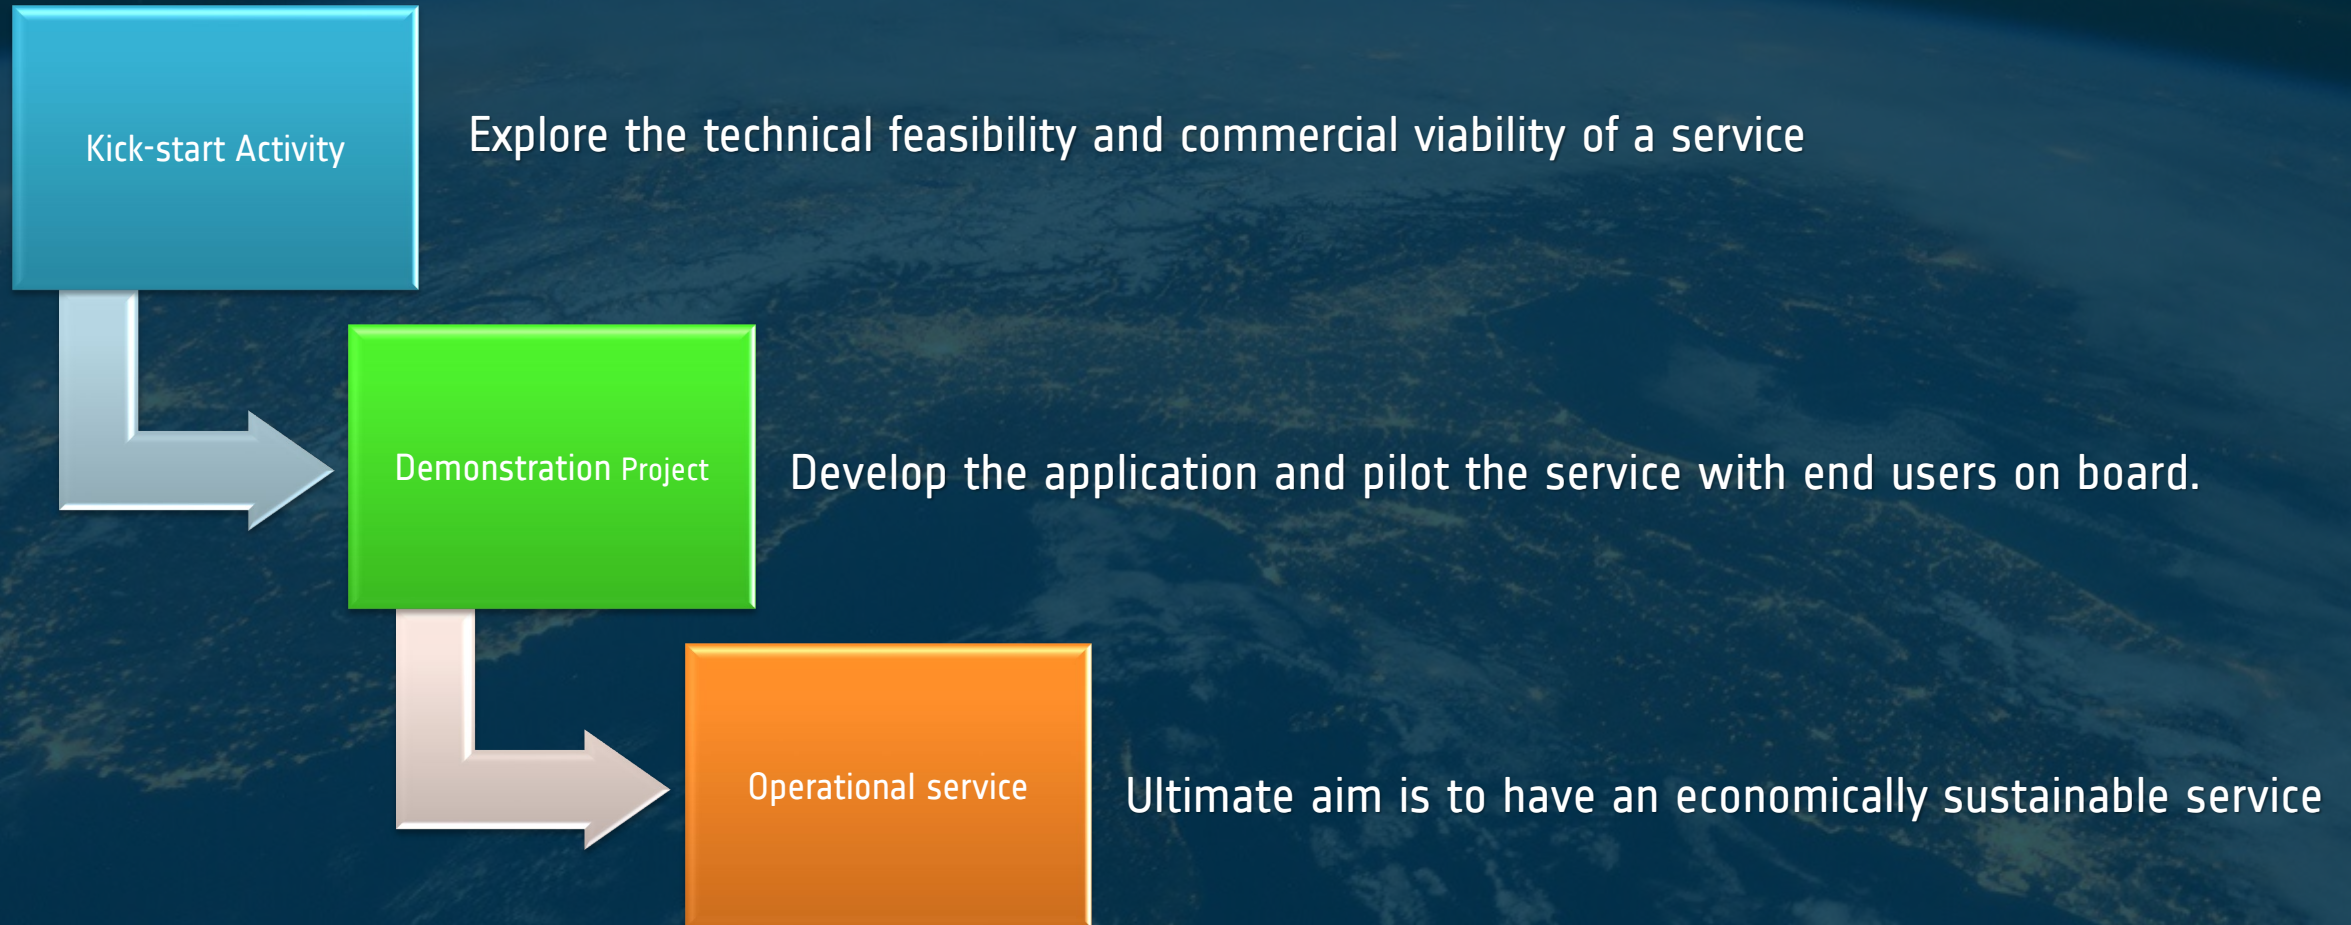 Kick-start Activity
Explore the technical feasibility and commercial viability of a service
Demonstration Project
Develop the application and pilot the service with end users on board.
Operational service
Ultimate aim is to have an economically sustainable service